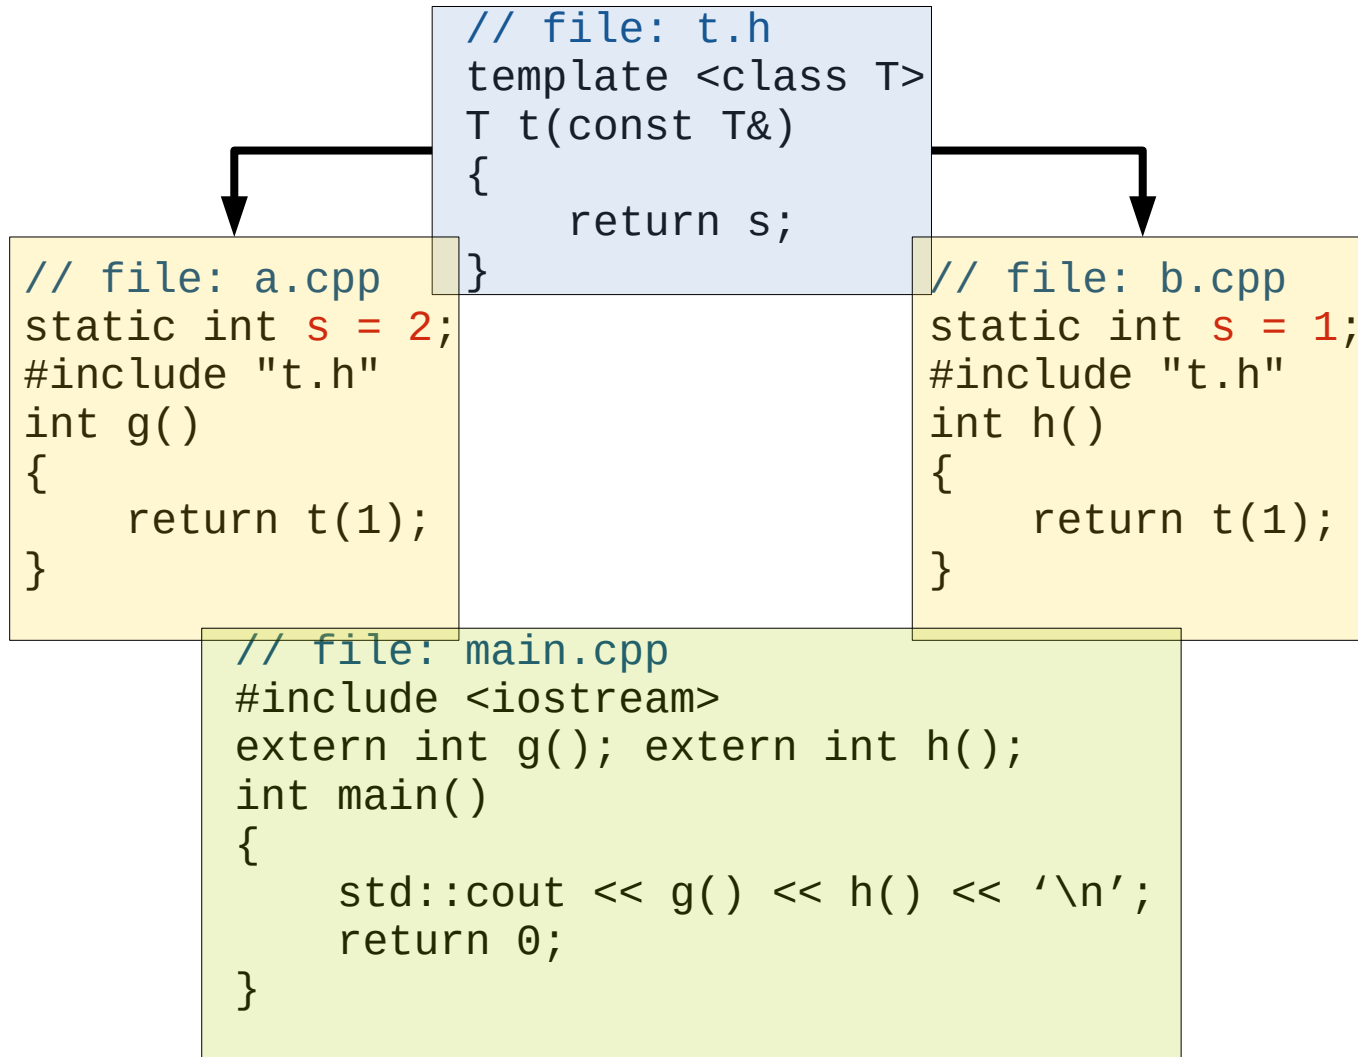 // file: t.h
template <class T>
T t(const T&)
{
    return s;
}
// file: a.cpp
static int s = 2;
#include "t.h"
int g()
{
    return t(1);
}
// file: b.cpp
static int s = 1;
#include "t.h"
int h()
{
    return t(1);
}
// file: main.cpp
#include <iostream>
extern int g(); extern int h();
int main()
{
    std::cout << g() << h() << ‘\n’;
    return 0;
}